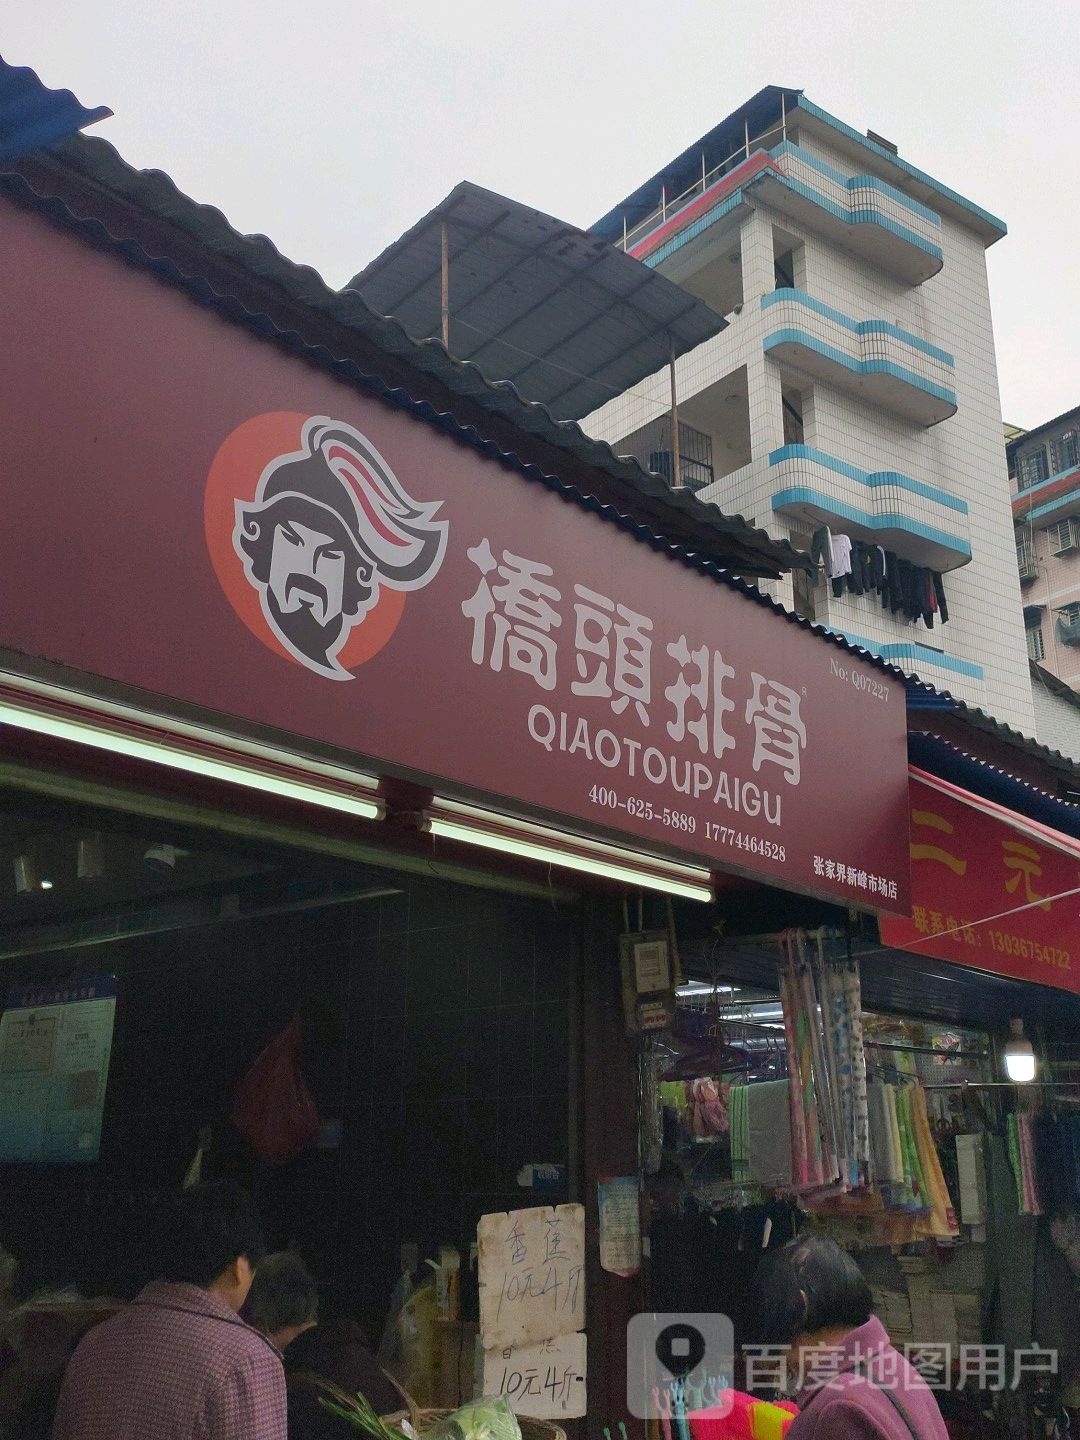 橋頭排骨®
No: Q07227
QIAOTOUPAIGU
400-625-5889 17774464528
张家界新峰市场店
二元
联系电话：13036754722
香蕉
10元4斤
10元4斤
百度地图用户